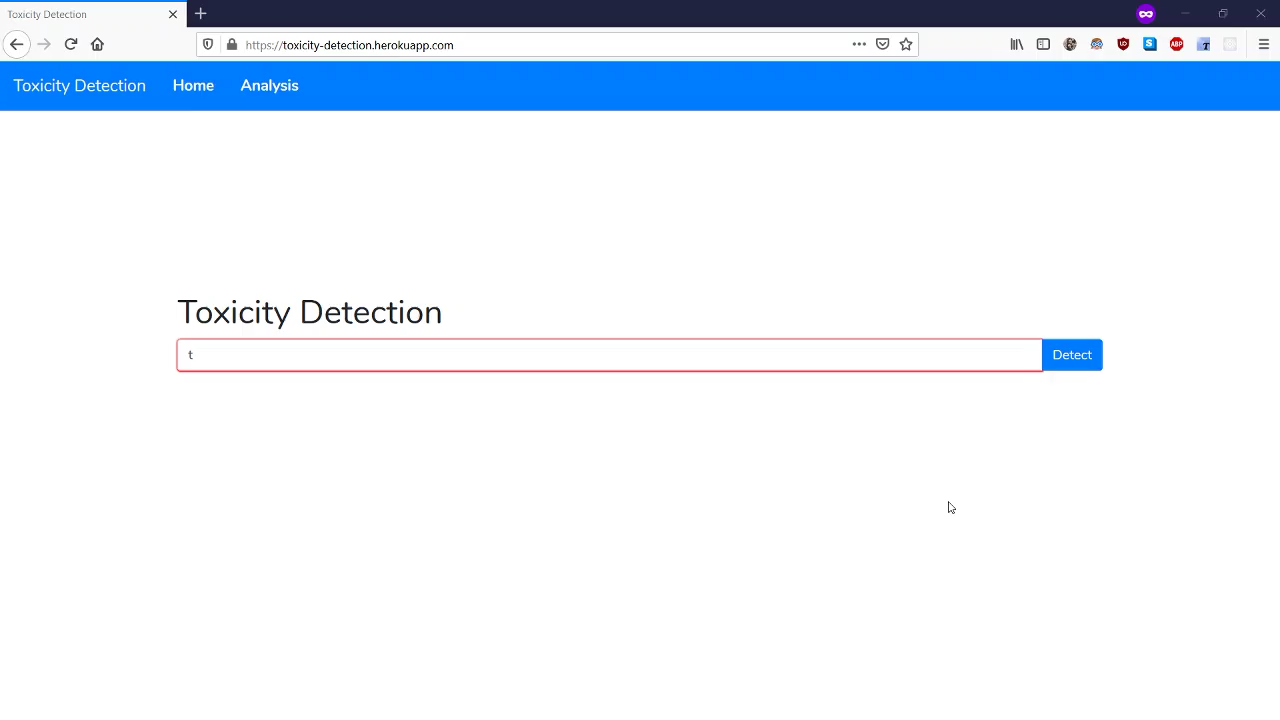 Toxicity Detection
https://toxicity-detection.herokuapp.com
Toxicity Detection Home Analysis
Toxicity Detection
t Detect